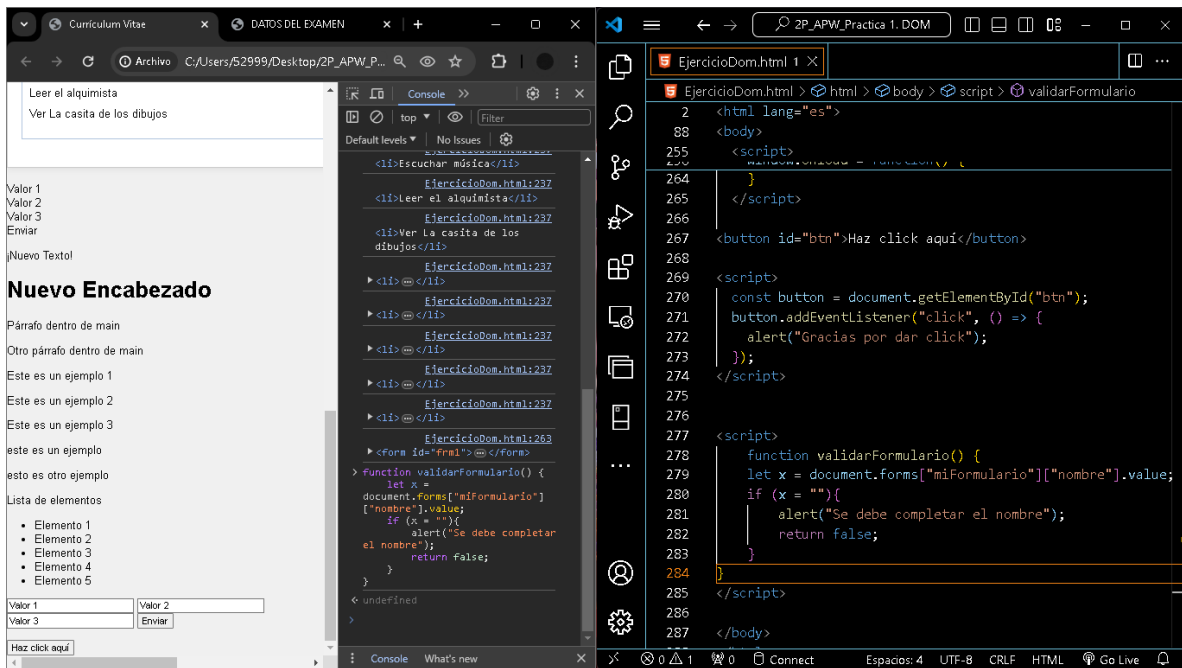 Currículum Vitae
DATOS DEL EXAMEN
Archivo C:/Users/52999/Desktop/2P_APW_P...
Leer el alquimista
Ver La casita de los dibujos
Valor 1
Valor 2
Valor 3
Enviar
¡Nuevo Texto!
Nuevo Encabezado
Párrafo dentro de main
Otro párrafo dentro de main
Este es un ejemplo 1
Este es un ejemplo 2
Este es un ejemplo 3
este es un ejemplo
esto es otro ejemplo
Lista de elementos
Elemento 1
Elemento 2
Elemento 3
Elemento 4
Elemento 5
Valor 1 Valor 2
Valor 3 Enviar
Haz click aquí
Console
top Filter
Default levels No Issues
EjercicioDom.html:237
<li>Escuchar música</li>
EjercicioDom.html:237
<li>Leer el alquimista</li>
EjercicioDom.html:237
<li>Ver La casita de los
dibujos</li>
EjercicioDom.html:237
<li>…</li>
EjercicioDom.html:237
<li>…</li>
EjercicioDom.html:237
<li>…</li>
EjercicioDom.html:237
<li>…</li>
EjercicioDom.html:237
<li>…</li>
EjercicioDom.html:263
<form id="frm1">…</form>
> function validarFormulario() {
let x =
document.forms["miFormulario"]
["nombre"].value;
if (x = ""){
alert("Se debe completar
el nombre");
return false;
}
}
undefined
Console What's new
2P_APW_Practica 1. DOM
EjercicioDom.html 1
EjercicioDom.html > html > body > script > validarFormulario
2 <html lang="es">
88 <body>
255 <script>
256 window.onload = function() {
264 }
265 </script>
266
267 <button id="btn">Haz click aquí</button>
268
269 <script>
270 const button = document.getElementById("btn");
271 button.addEventListener("click", () => {
272 alert("Gracias por dar click");
273 });
274 </script>
275
276
277 <script>
278 function validarFormulario() {
279 let x = document.forms["miFormulario"]["nombre"].value;
280 if (x = ""){
281 alert("Se debe completar el nombre");
282 return false;
283 }
284 }
285 </script>
286
287 </body>
0 1 0 Connect Espacios: 4 UTF-8 CRLF HTML Go Live